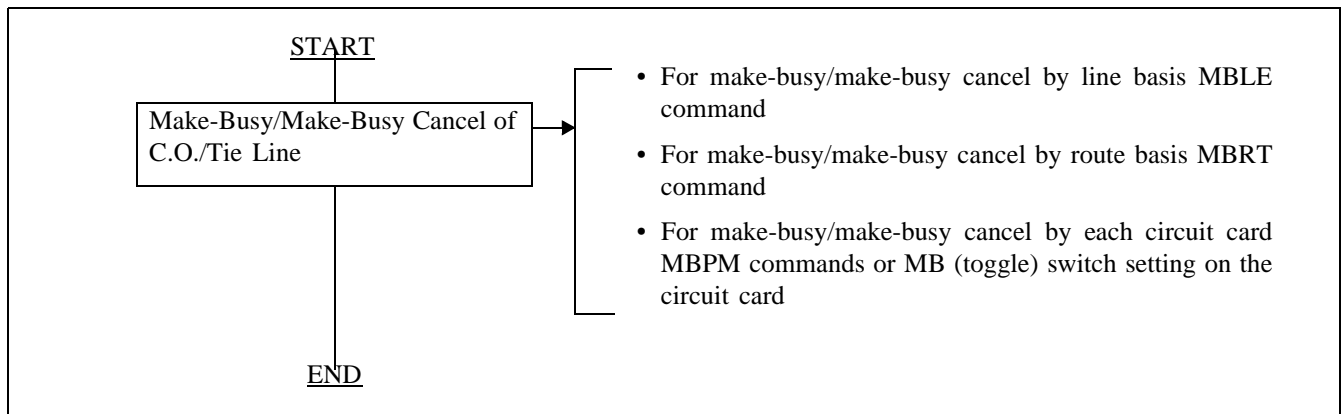 START
Make-Busy/Make-Busy Cancel of
C.O./Tie Line
• For make-busy/make-busy cancel by line basis MBLE
command
• For make-busy/make-busy cancel by route basis MBRT
command
• For make-busy/make-busy cancel by each circuit card
MBPM commands or MB (toggle) switch setting on the
circuit card
END